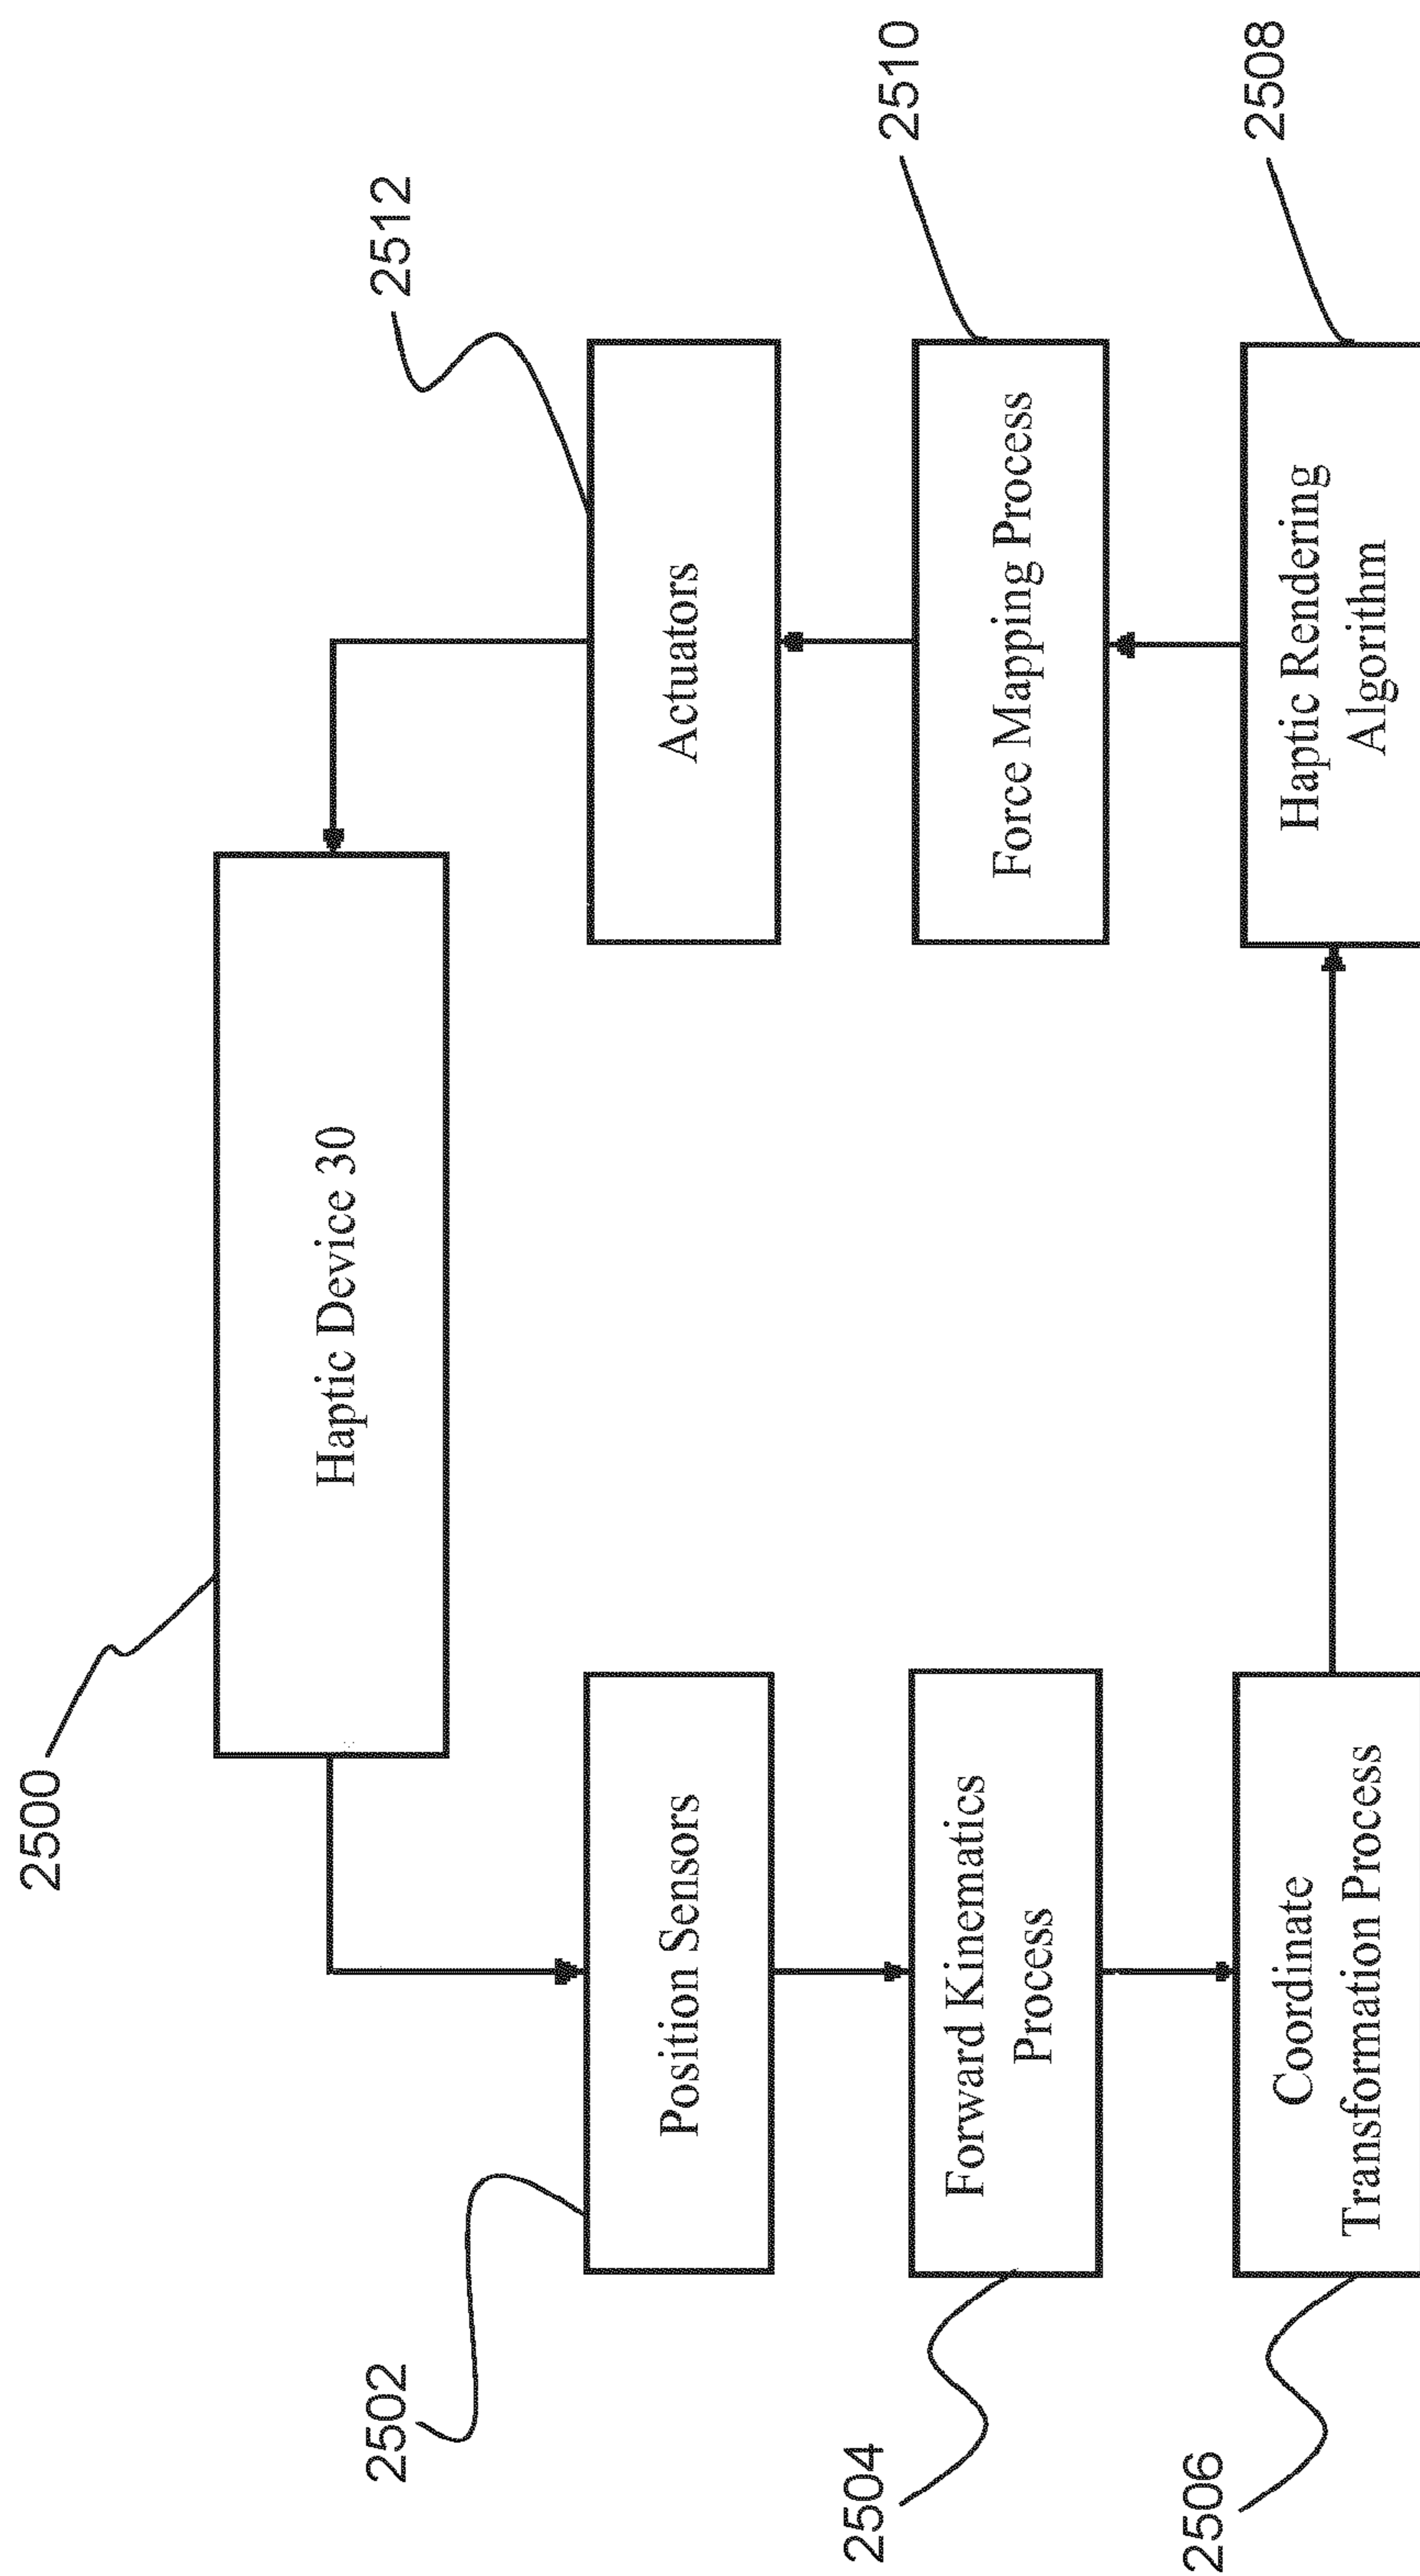 2500
Haptic Device 30
2502
Position Sensors
2512
Actuators
2504
Forward Kinematics
Process
2510
Force Mapping Process
2506
Coordinate
Transformation Process
2508
Haptic Rendering
Algorithm